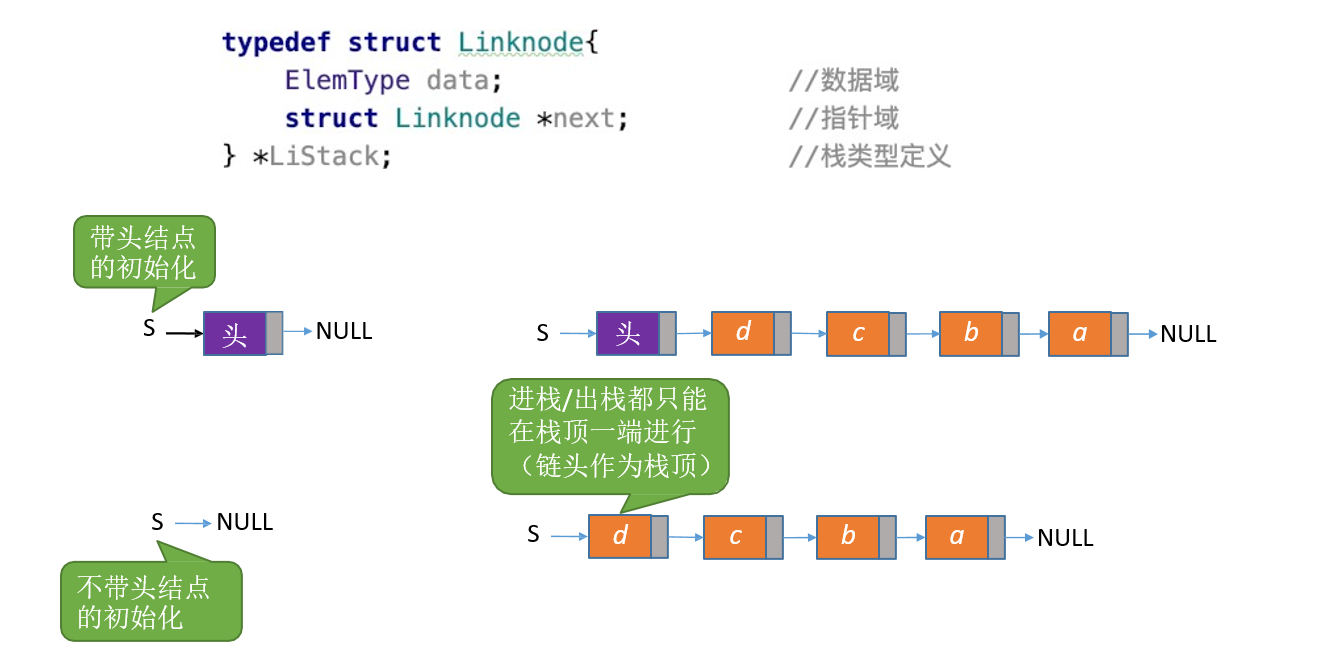 typedef struct Linknode{
ElemType data; //数据域
struct Linknode *next; //指针域
} *LiStack; //栈类型定义
带头结点
的初始化
S 头 NULL
S 头 d c b a NULL
进栈/出栈都只能
在栈顶一端进行
（链头作为栈顶）
S NULL
S d c b a NULL
不带头结点
的初始化